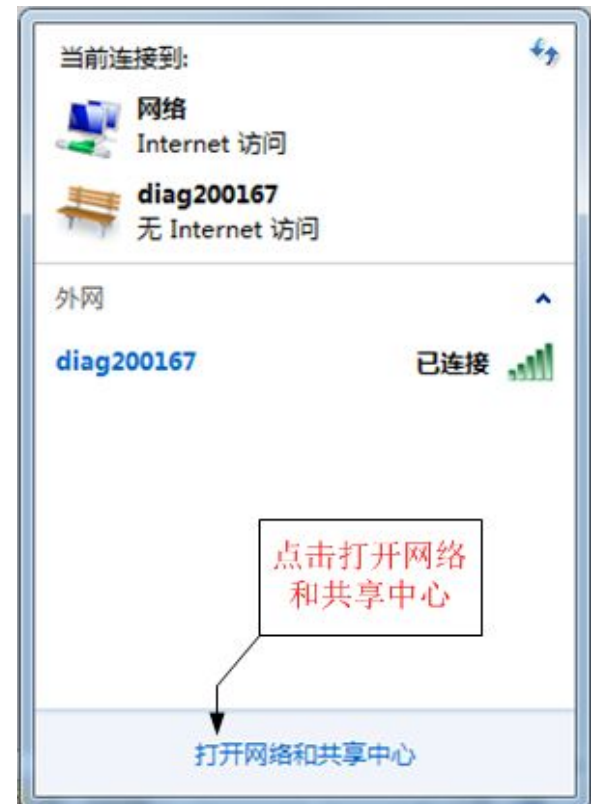 当前连接到:
网络
Internet 访问
diag200167
无 Internet 访问
外网
diag200167 已连接
点击打开网络
和共享中心
打开网络和共享中心